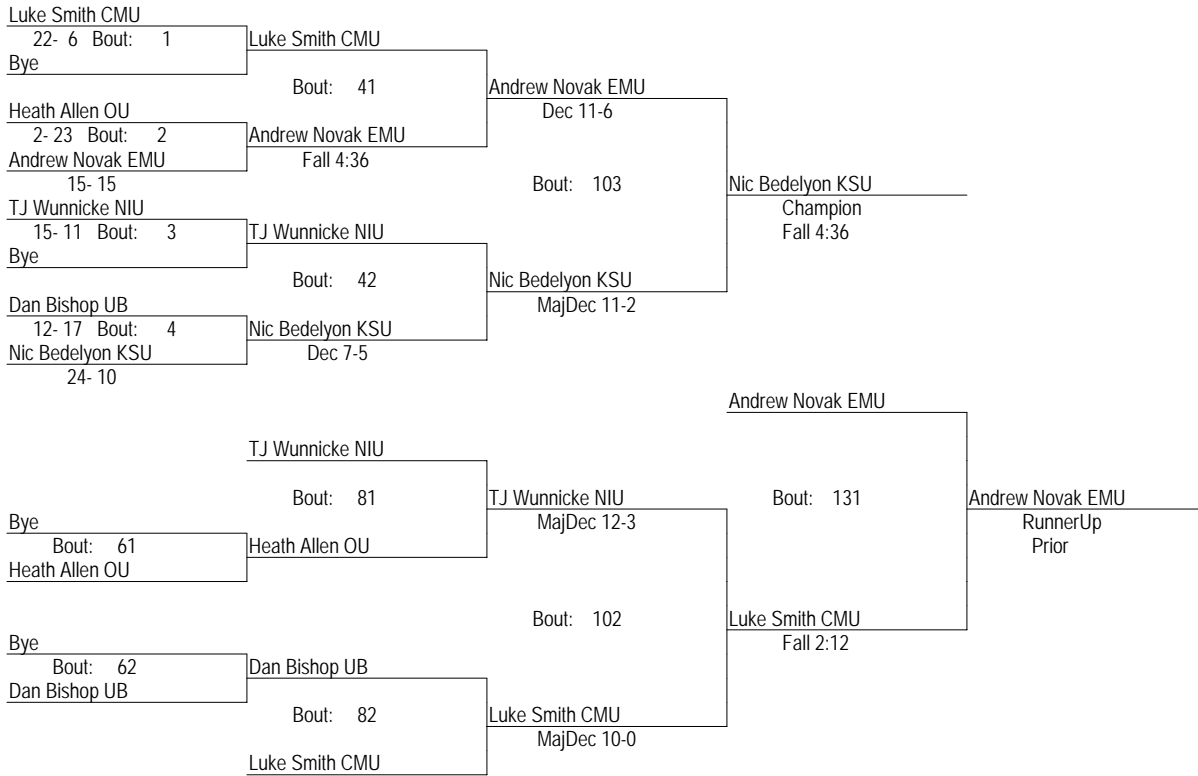 Luke Smith CMU
22- 6 Bout: 1
Luke Smith CMU
Bye
Bout: 41
Andrew Novak EMU
Dec 11-6
Heath Allen OU
2- 23 Bout: 2
Andrew Novak EMU
Andrew Novak EMU
Fall 4:36
15- 15
Bout: 103
Nic Bedelyon KSU
Champion
Fall 4:36
TJ Wunnicke NIU
15- 11 Bout: 3
TJ Wunnicke NIU
Bye
Bout: 42
Nic Bedelyon KSU
MajDec 11-2
Dan Bishop UB
12- 17 Bout: 4
Nic Bedelyon KSU
Nic Bedelyon KSU
Dec 7-5
24- 10
Andrew Novak EMU
TJ Wunnicke NIU
Bout: 81
TJ Wunnicke NIU
MajDec 12-3
Bout: 131
Andrew Novak EMU
RunnerUp
Prior
Bye
Bout: 61
Heath Allen OU
Heath Allen OU
Bout: 102
Luke Smith CMU
Fall 2:12
Bye
Bout: 62
Dan Bishop UB
Dan Bishop UB
Bout: 82
Luke Smith CMU
MajDec 10-0
Luke Smith CMU